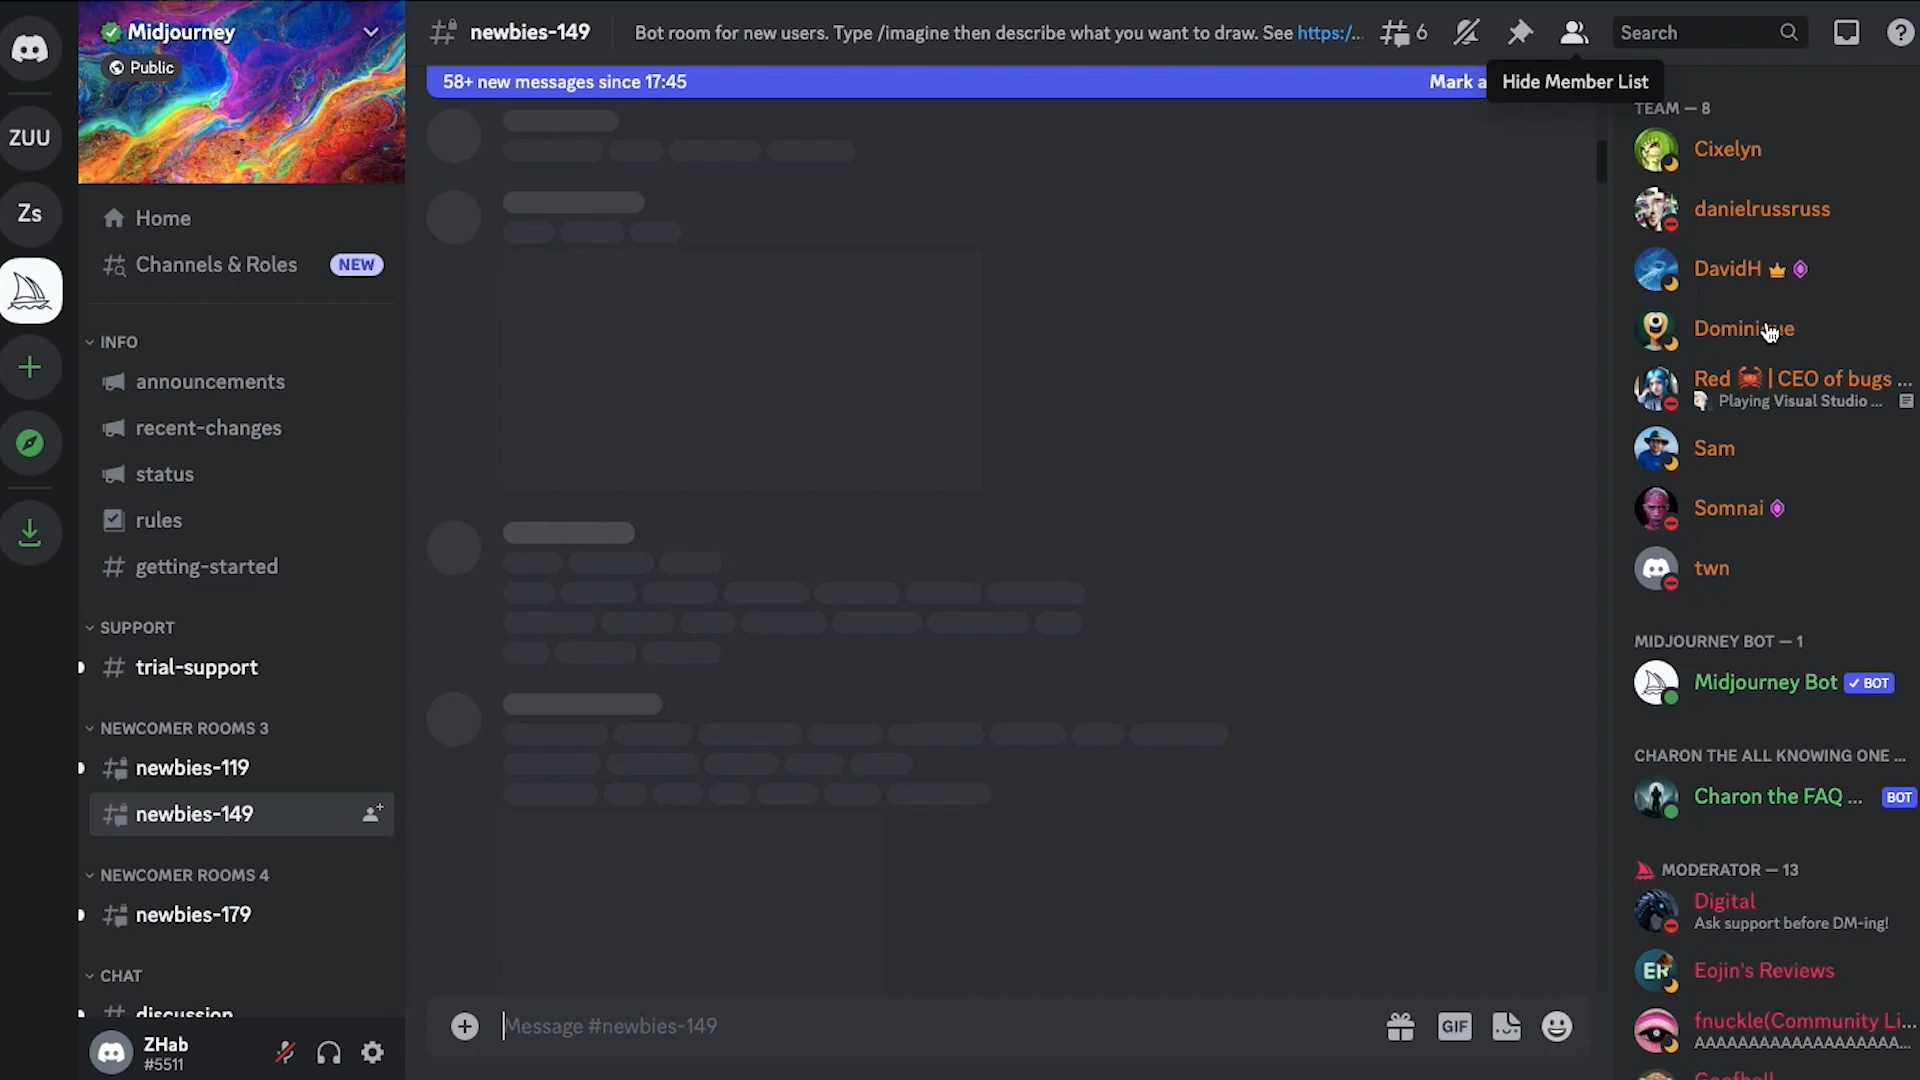 ZUU
Zs
Midjourney
Public
Home
Channels & Roles NEW
INFO
announcements
recent-changes
status
rules
getting-started
SUPPORT
trial-support
NEWCOMER ROOMS 3
newbies-119
newbies-149
NEWCOMER ROOMS 4
newbies-179
CHAT
discussion
ZHab
#5511
newbies-149
Bot room for new users. Type /imagine then describe what you want to draw. See https:/...
6
Search
58+ new messages since 17:45
Mark a
Hide Member List
Message #newbies-149
GIF
TEAM — 8
Cixelyn
danielrussruss
DavidH
Dominique
Red 🦀 | CEO of bugs ...
Playing Visual Studio ...
Sam
Somnai
twn
MIDJOURNEY BOT — 1
Midjourney Bot ✓ BOT
CHARON THE ALL KNOWING ONE ...
Charon the FAQ ... BOT
MODERATOR — 13
Digital
Ask support before DM-ing!
Eojin's Reviews
fnuckle(Community Li...
AAAAAAAAAAAAAAAAAAA...